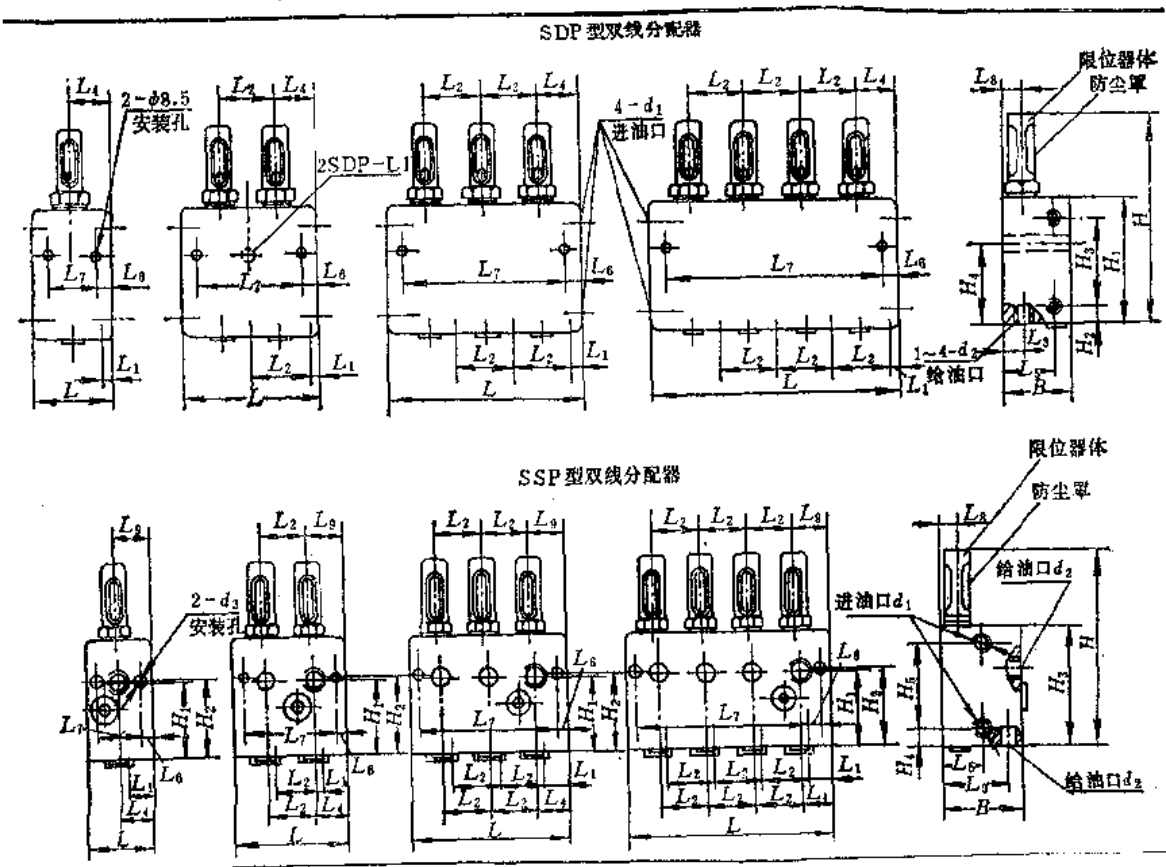 SDP型双线分配器
L₄
2-ϕ8.5
安装孔
L₇
L₆
L₁
L
L₂
L₄
2SDP-L1
L₆
L₂
L₁
L
L₂
L₂
L₄
4-d₁
进油口
L₇
L₆
L₂
L₂
L₁
L
L₂
L₂
L₂
L₄
L₇
L₆
L₂
L₂
L₂
L₁
L
1~4-d₂
给油口
L₈
限位器体
防尘罩
H
H₁
H₃
H₄
H₂
L₃
B
SSP型双线分配器
L₉
2-d₃
安装孔
L₇
H₁
H₂
L₆
L₁
L₄
L
L₂
L₉
L₇
H₁
H₂
L₆
L₂
L₁
L₂
L₄
L
L₂
L₂
L₉
L₆
L₇
H₁
H₂
L₂
L₂
L₁
L₂
L₂
L
L₂
L₂
L₂
L₉
L₆
L₇
H₁
H₂
L₂
L₂
L₂
L₁
L₂
L₂
L₂
L
限位器体
防尘罩
L₈
给油口d₂
进油口d₁
H
H₃
H₅
H₄
L₅
B
给油口d₂